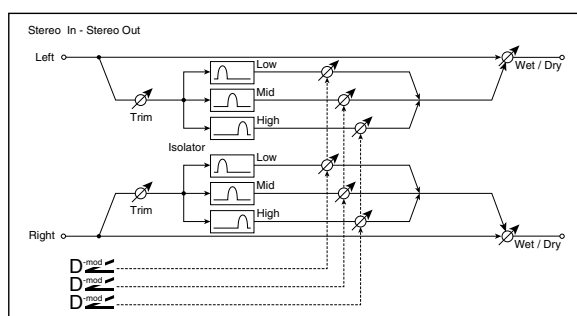 Stereo In - Stereo Out
Left
Wet / Dry
Low
Mid
Trim
High
Isolator
Low
Mid
Trim
High
Right
Wet / Dry
D-mod
D-mod
D-mod